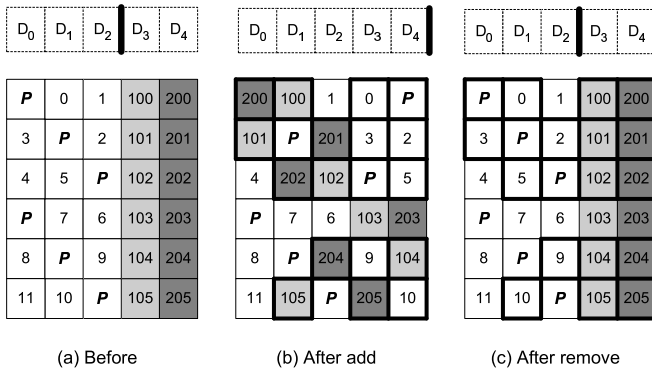 D0 D1 D2 D3 D4 D0 D1 D2 D3 D4 D0 D1 D2 D3 D4
P 0 1 100 200 200 100 1 0 P P 0 1 100 200
3 P 2 101 201 101 P 201 3 2 3 P 2 101 201
4 5 P 102 202 4 202 102 P 5 4 5 P 102 202
P 7 6 103 203 P 7 6 103 203 P 7 6 103 203
8 P 9 104 204 8 P 204 9 104 8 P 9 104 204
11 10 P 105 205 11 105 P 205 10 11 10 P 105 205
(a) Before (b) After add (c) After remove